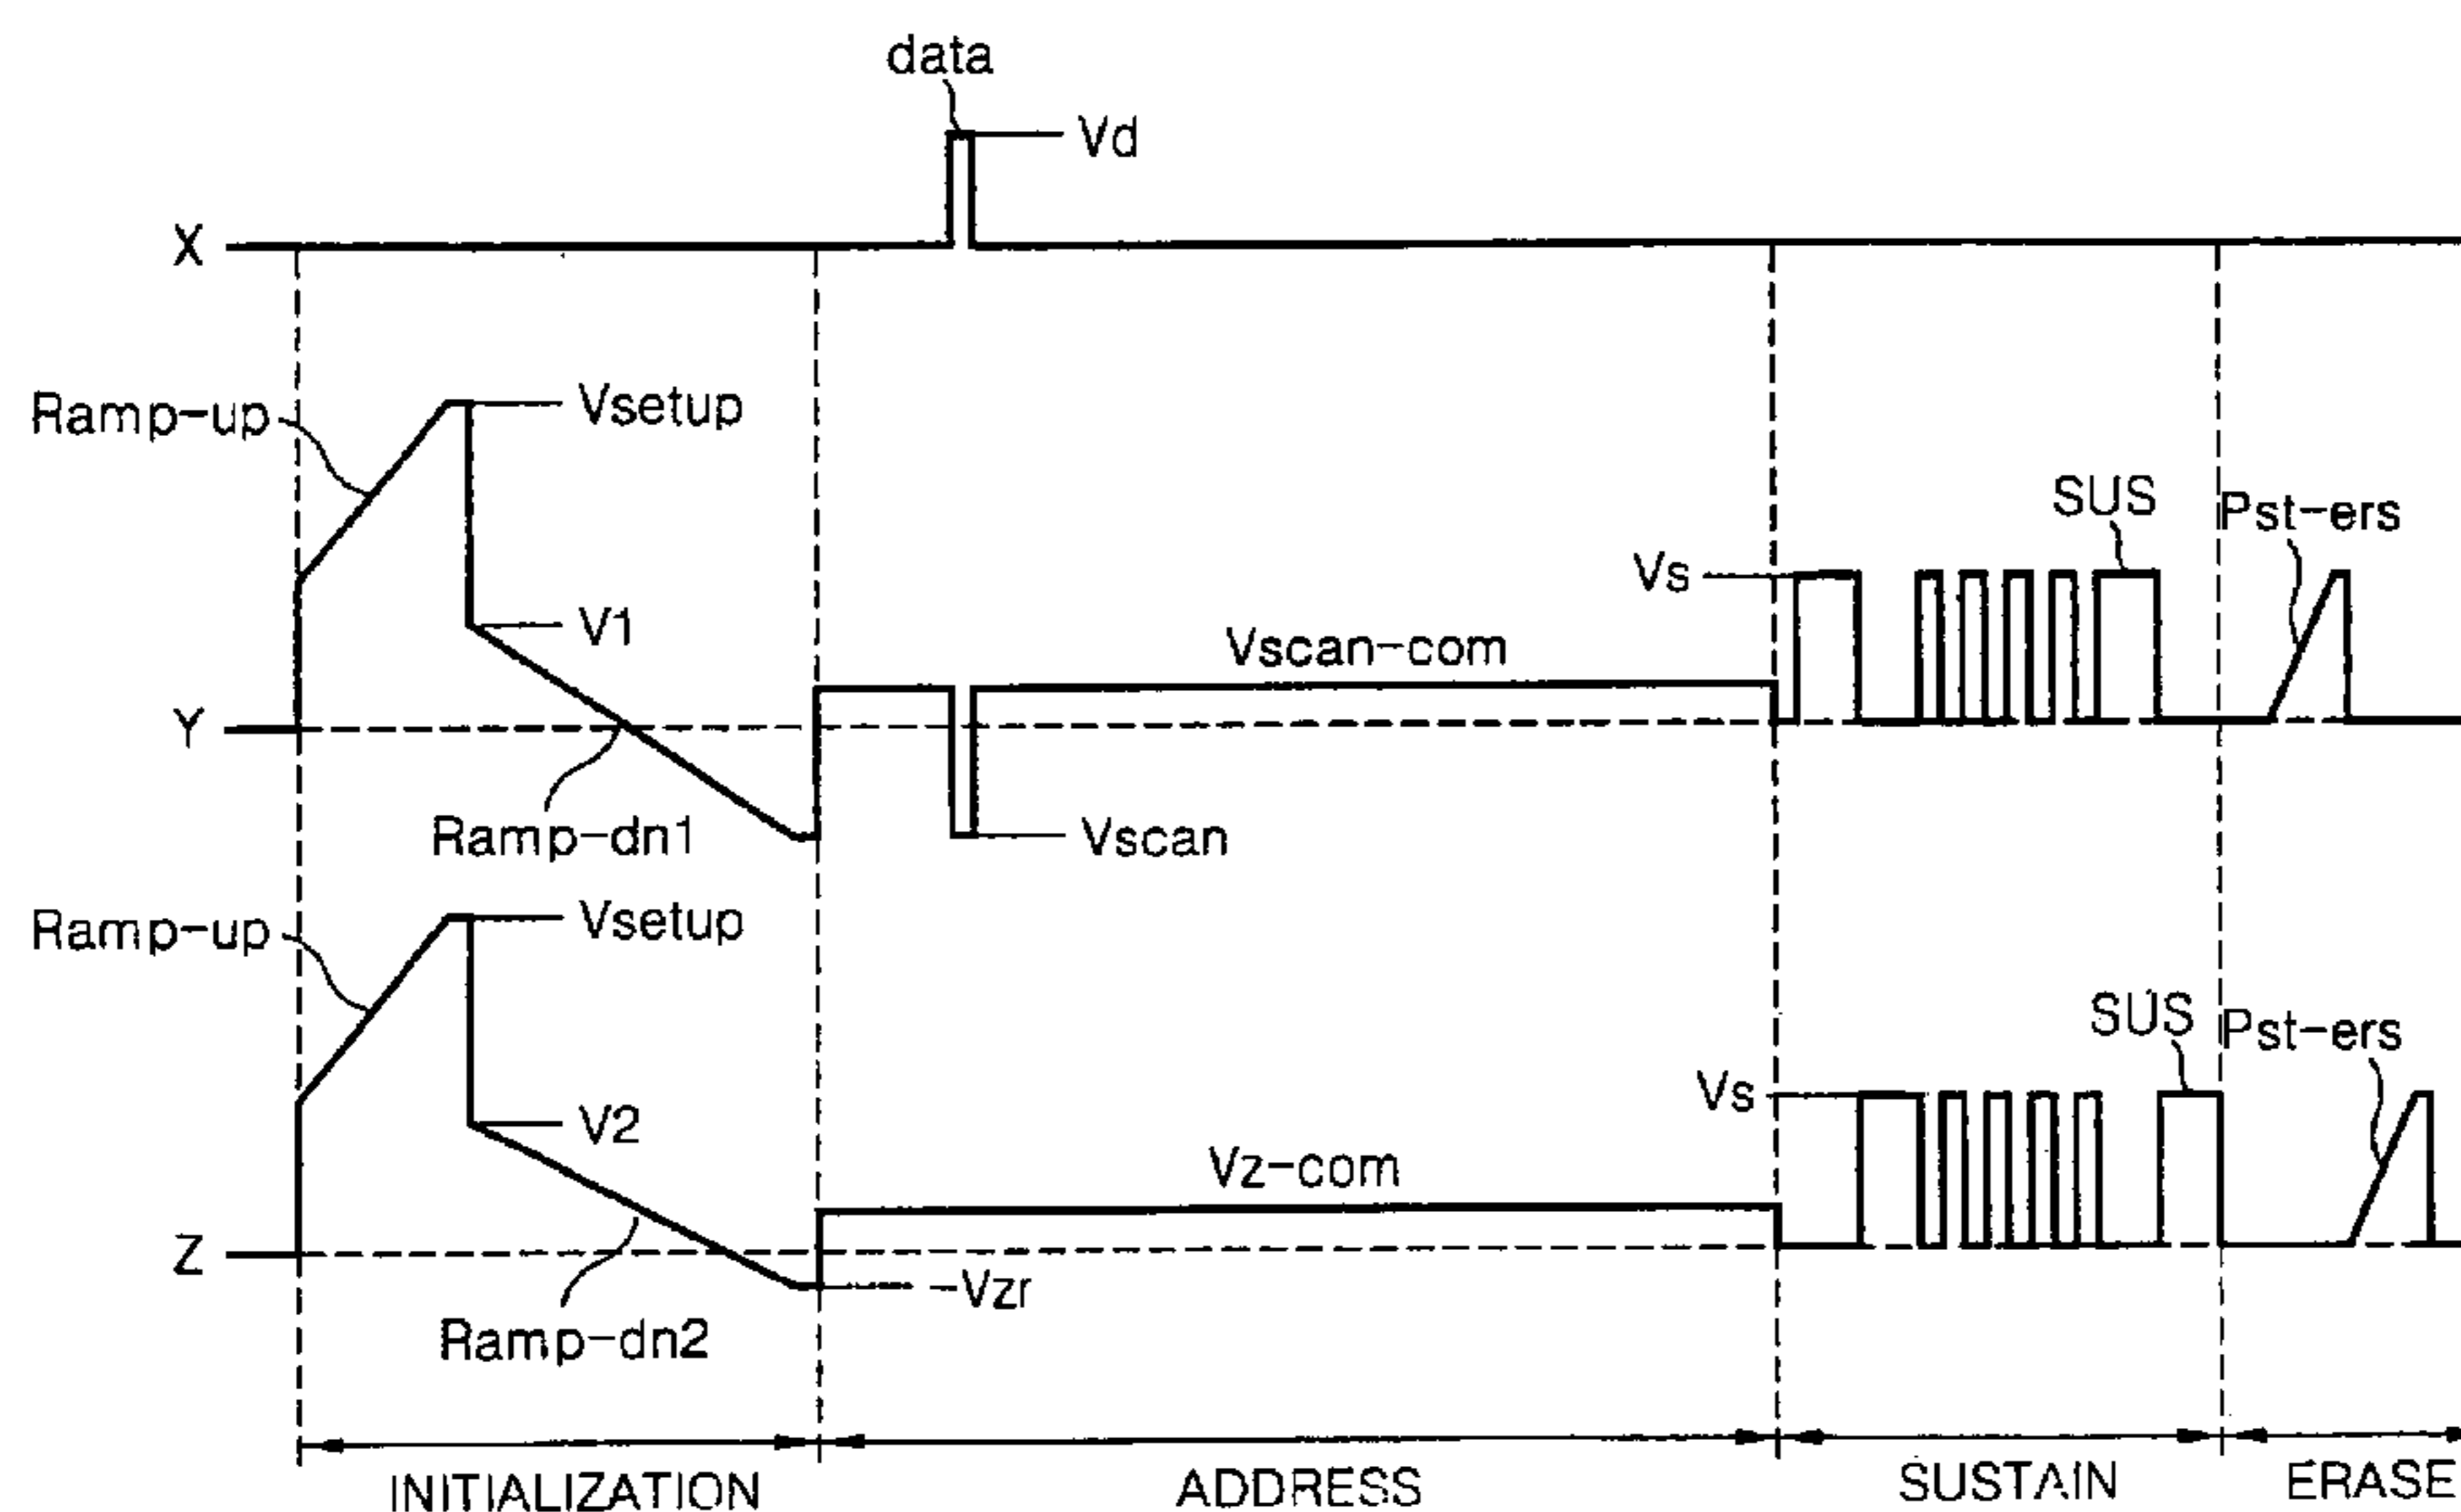 data
Vd
X
Ramp-up
Vsetup
V1
Vscan-com
Vs
SUS
Pst-ers
Y
Ramp-dn1
Vscan
Ramp-up
Vsetup
V2
Vz-com
Vs
SUS
Pst-ers
Z
-Vzr
Ramp-dn2
INITIALIZATION
ADDRESS
SUSTAIN
ERASE